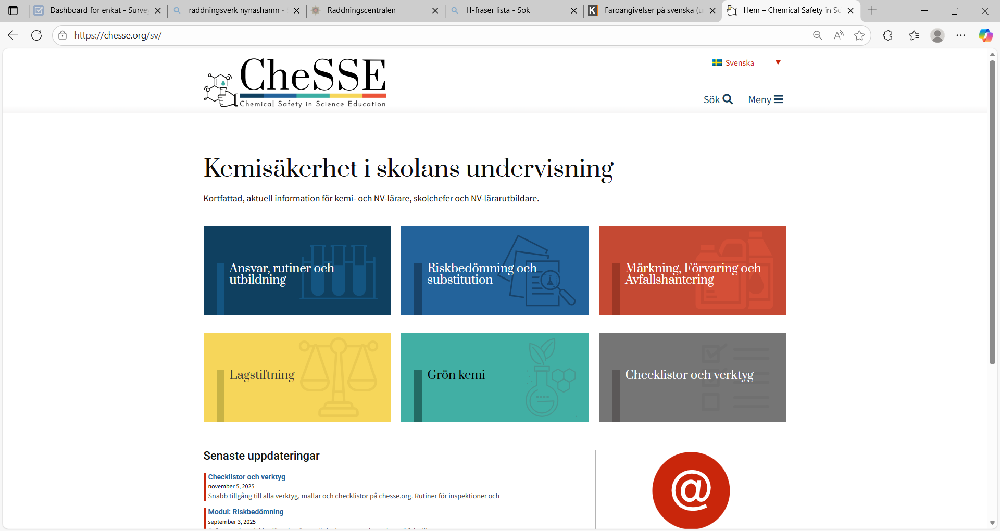 Dashboard för enkät - Surve
räddningsverk nynäshamn -
Räddningscentralen
H-fraser lista - Sök
Faroangivelser på svenska (u
Hem – Chemical Safety in Sc
https://chesse.org/sv/
CheSSE
Chemical Safety in Science Education
Svenska
Sök
Meny
Kemisäkerhet i skolans undervisning
Kortfattad, aktuell information för kemi- och NV-lärare, skolchefer och NV-lärarutbildare.
Ansvar, rutiner och
utbildning
Riskbedömning och
substitution
Märkning, Förvaring och
Avfallshantering
Lagstiftning
Grön kemi
Checklistor och verktyg
Senaste uppdateringar
Checklistor och verktyg
november 5, 2025
Snabb tillgång till alla verktyg, mallar och checklistor på chesse.org. Rutiner för inspektioner och
Modul: Riskbedömning
september 3, 2025
@